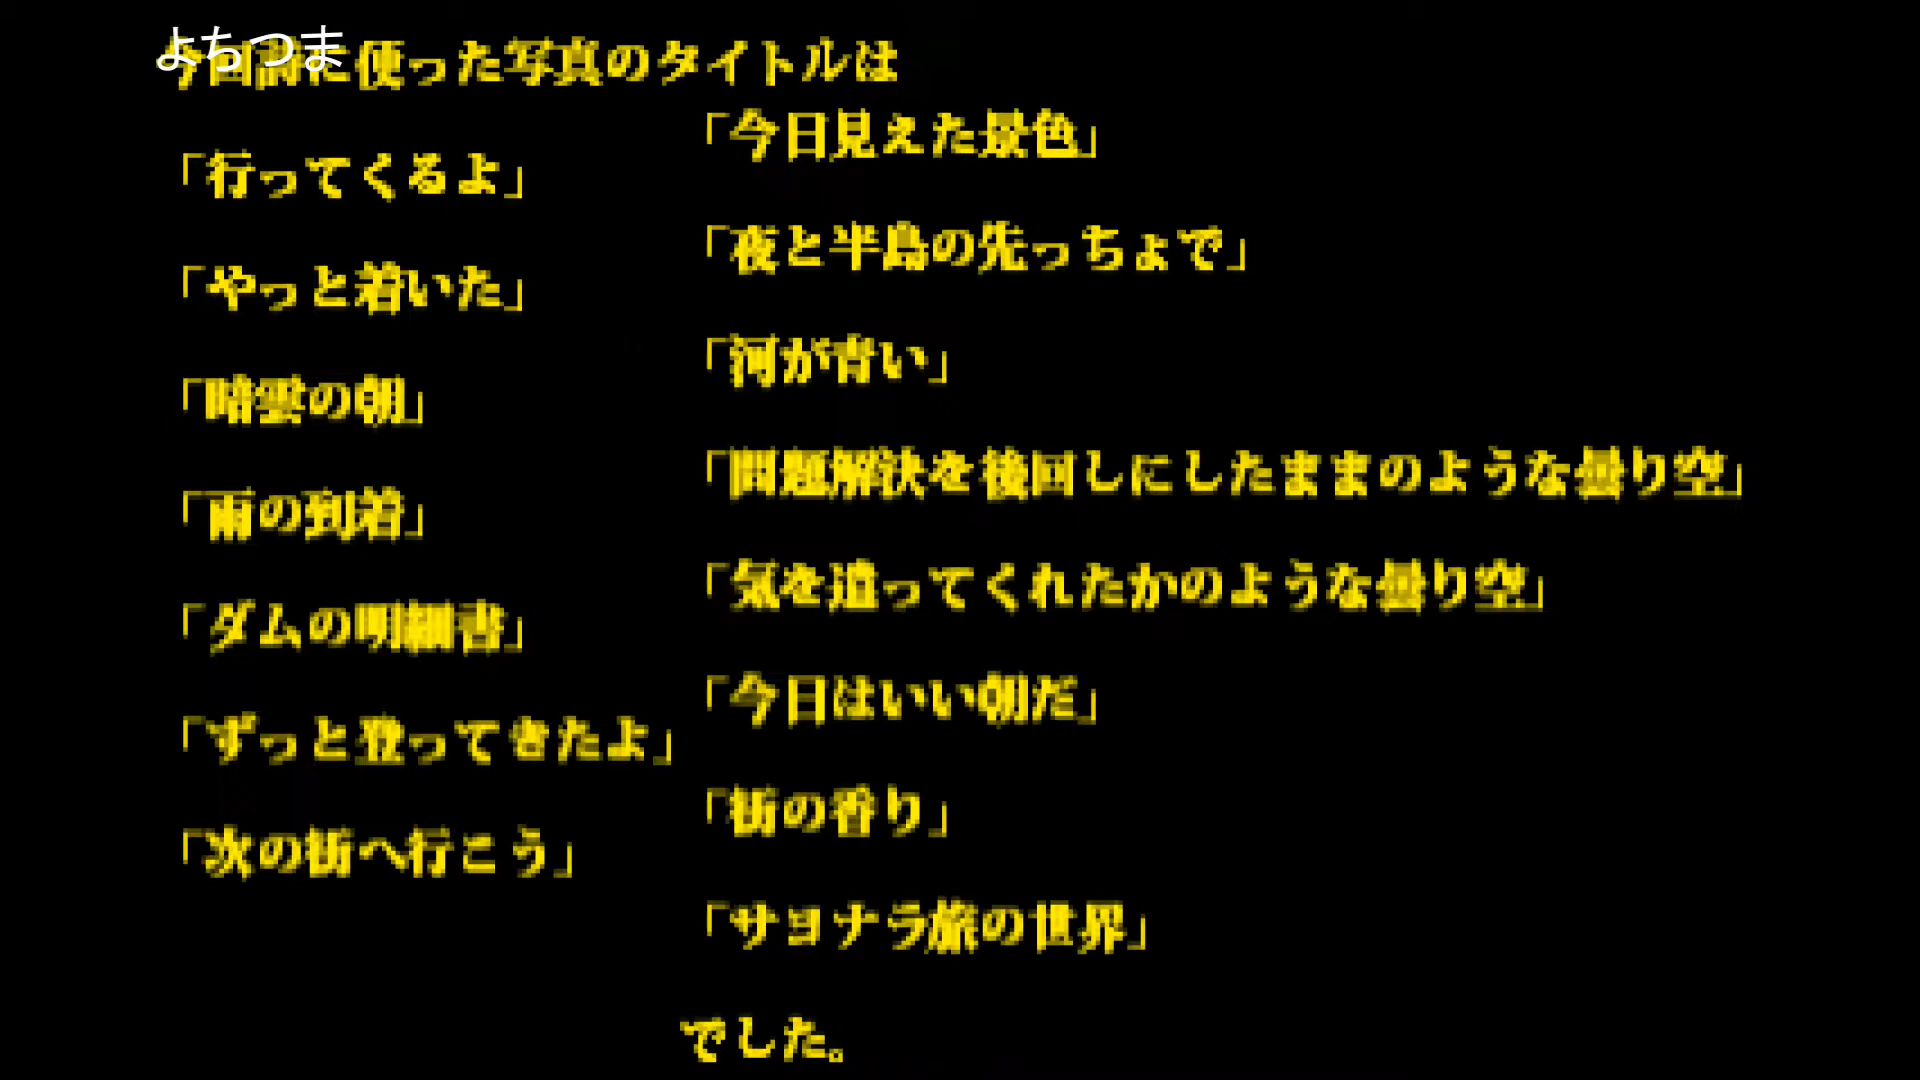 よちつま
今回詩に使った写真のタイトルは
「行ってくるよ」
「やっと着いた」
「暗雲の朝」
「雨の到着」
「ダムの明細書」
「ずっと登ってきたよ」
「次の街へ行こう」
「今日見えた景色」
「夜と半島の先っちょで」
「河が青い」
「問題解決を後回しにしたままのような曇り空」
「気を遣ってくれたかのような曇り空」
「今日はいい朝だ」
「街の香り」
「サヨナラ旅の世界」
でした。